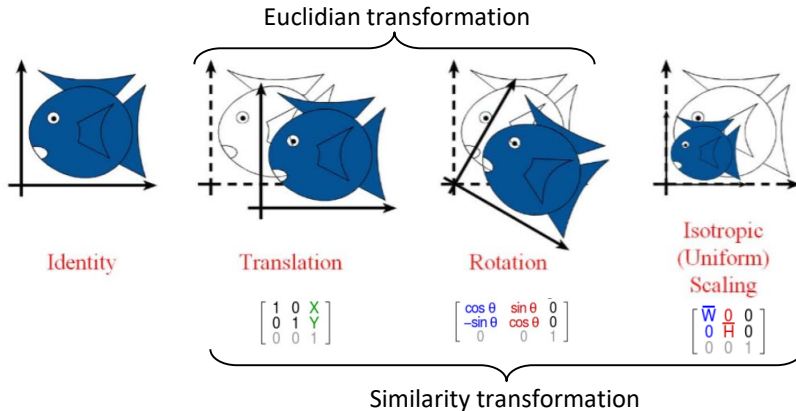 Euclidian transformation
Identity
Translation
Rotation
Isotropic
(Uniform)
Scaling
1 0 X
0 1 Y
0 0 1
cos θ sin θ 0
−sin θ cos θ 0
0 0 1
W 0 0
0 H 0
0 0 1
Similarity transformation